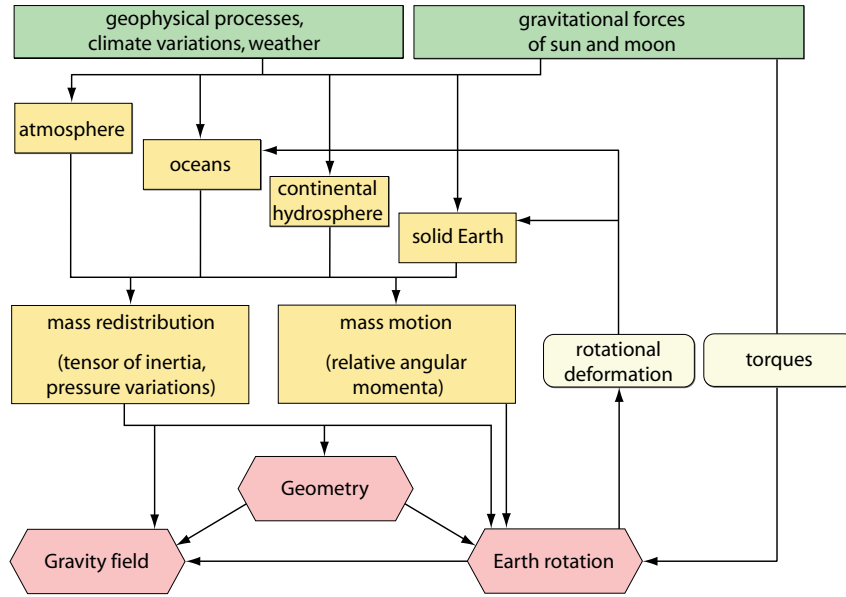 geophysical processes,
climate variations, weather
gravitational forces
of sun and moon
atmosphere
oceans
continental
hydrosphere
solid Earth
mass redistribution
(tensor of inertia,
pressure variations)
mass motion
(relative angular
momenta)
rotational
deformation
torques
Geometry
Gravity field
Earth rotation